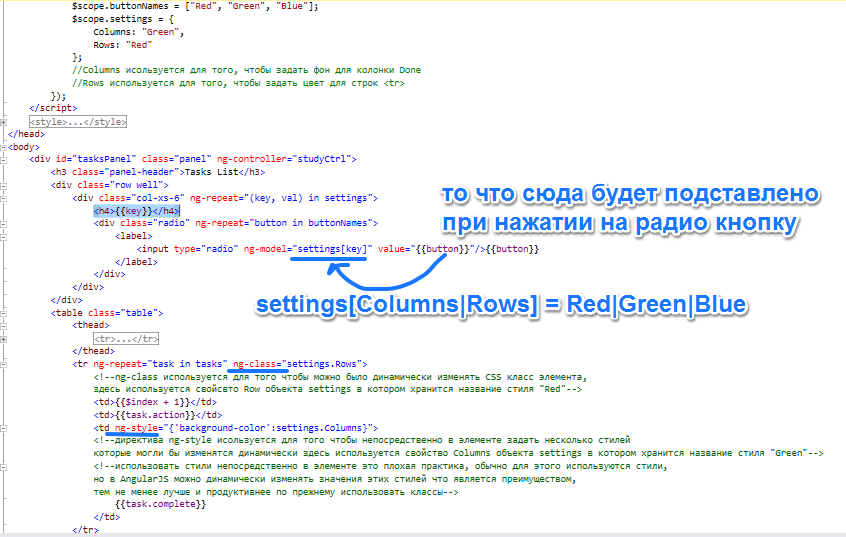 $scope.buttonNames = ["Red", "Green", "Blue"];
$scope.settings = {
Columns: "Green",
Rows: "Red"
};
//Columns исользуется для того, чтобы задать фон для колонки Done
//Rows используется для того, чтобы задать цвет для строк <tr>
});
</script>
<style>...</style>
</head>
<body>
<div id="tasksPanel" class="panel" ng-controller="studyCtrl">
<h3 class="panel-header">Tasks List</h3>
<div class="row well">
<div class="col-xs-6" ng-repeat="(key, val) in settings">
то что сюда будет подставлено
при нажатии на радио кнопку
<h4>{{key}}</h4>
<div class="radio" ng-repeat="button in buttonNames">
<label>
<input type="radio" ng-model="settings[key]" value="{{button}}"/>{{button}}
</label>
</div>
</div>
</div>
settings[Columns|Rows] = Red|Green|Blue
<table class="table">
<thead>
<tr>...</tr>
</thead>
<tr ng-repeat="task in tasks" ng-class="settings.Rows">
<!--ng-class используется для того чтобы можно было динамически изменять CSS класс элемента,
здесь используется свойсвто Row объекта settings в котором хранится название стиля "Red"-->
<td>{{$index + 1}}</td>
<td>{{task.action}}</td>
<td ng-style="{'background-color':settings.Columns}">
<!--директива ng-style исользуется для того чтобы непосредственно в элементе задать несколько стилей
которые могли бы изменятся динамически здесь используется свойство Columns объекта settings в котором хранится название стиля "Green"-->
<!--использовать стили непосредственно в элементе это плохая практика, обычно для этого используются стили,
но в AngularJS можно динамически изменять значения этих стилей что является преимуществом,
тем не менее лучше и продуктивнее по прежнему использовать классы-->
{{task.complete}}
</td>
</tr>